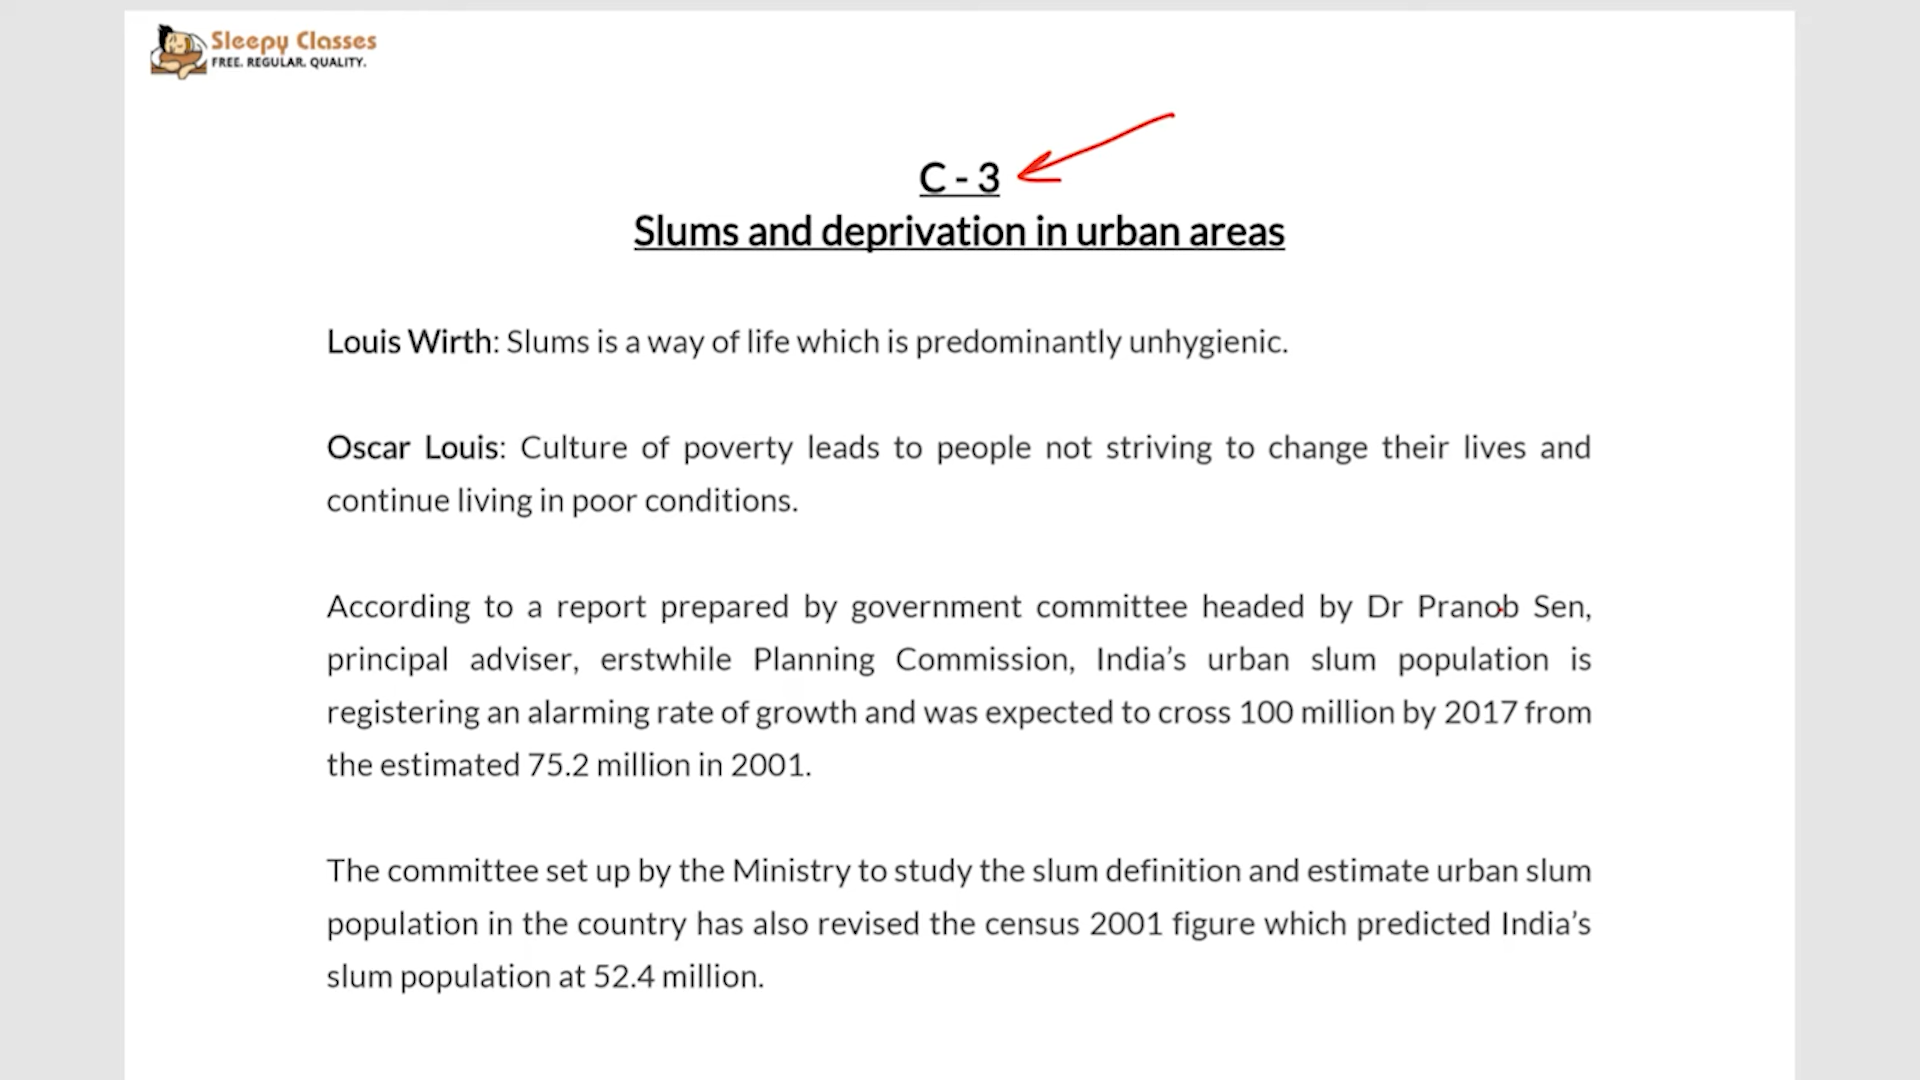 Sleepy Classes
FREE. REGULAR. QUALITY.
C - 3
Slums and deprivation in urban areas
Louis Wirth: Slums is a way of life which is predominantly unhygienic.
Oscar Louis: Culture of poverty leads to people not striving to change their lives and
continue living in poor conditions.
According to a report prepared by government committee headed by Dr Pranob Sen,
principal adviser, erstwhile Planning Commission, India’s urban slum population is
registering an alarming rate of growth and was expected to cross 100 million by 2017 from
the estimated 75.2 million in 2001.
The committee set up by the Ministry to study the slum definition and estimate urban slum
population in the country has also revised the census 2001 figure which predicted India’s
slum population at 52.4 million.